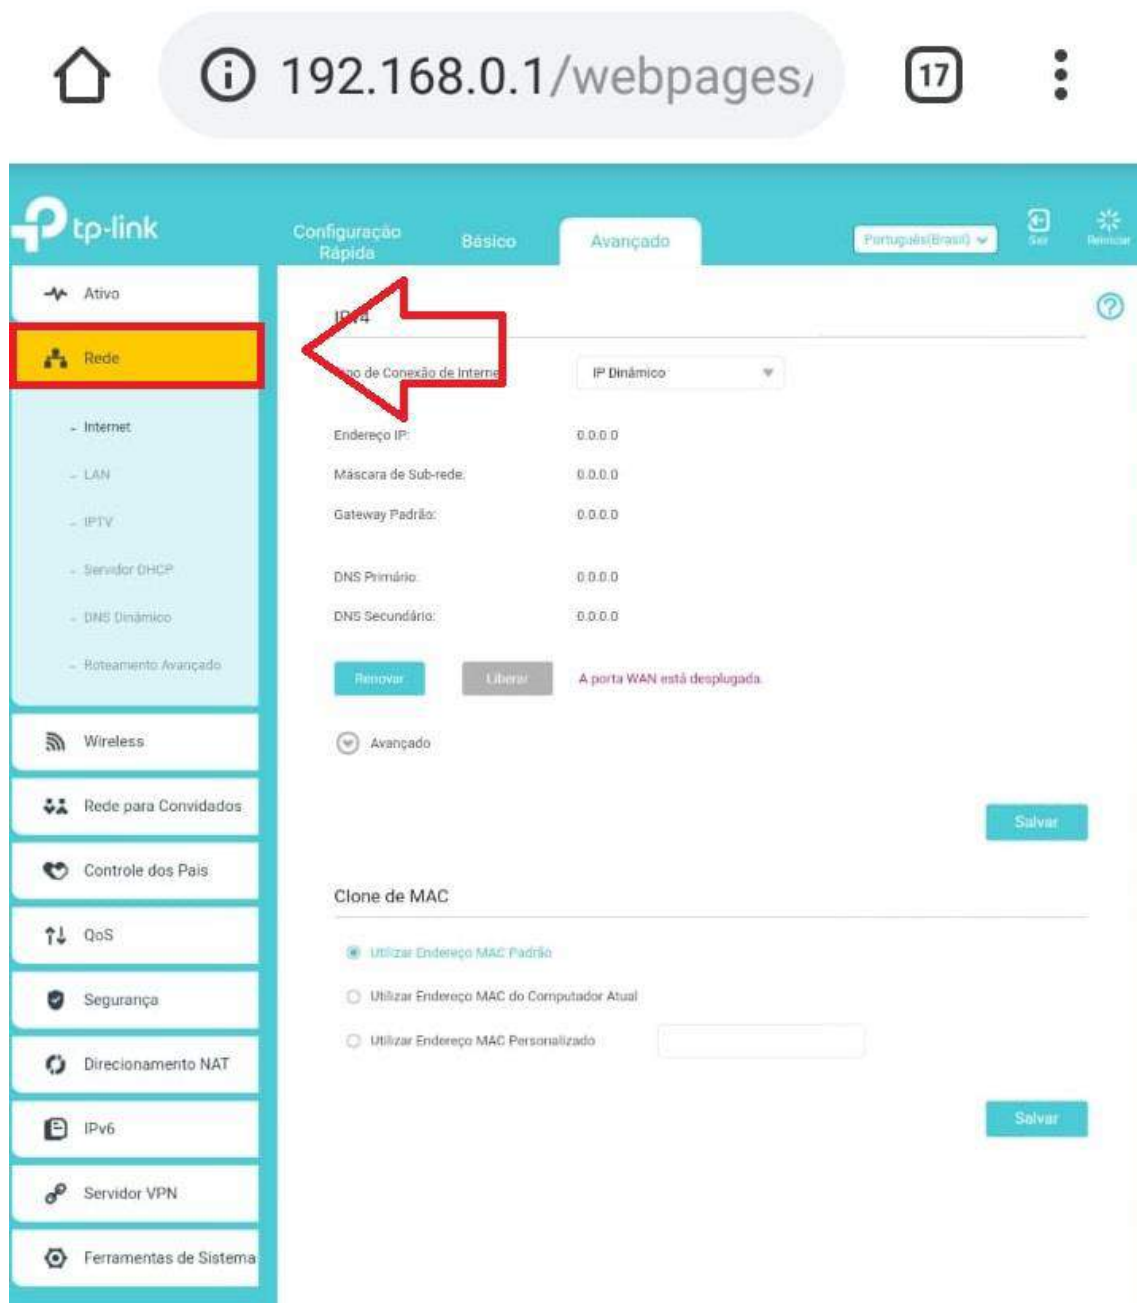 192.168.0.1/webpages/
17
tp-link
Configuração
Rápida
Básico
Avançado
Português(Brasil)
Sair
Reiniciar
Ativo
Rede
- Internet
- LAN
- IPTV
- Servidor DHCP
- DNS Dinâmico
- Roteamento Avançado
Wireless
Rede para Convidados
Controle dos Pais
QoS
Segurança
Direcionamento NAT
IPv6
Servidor VPN
Ferramentas de Sistema
IPv4
Tipo de Conexão de Internet
IP Dinâmico
Endereço IP: 0.0.0.0
Máscara de Sub-rede: 0.0.0.0
Gateway Padrão: 0.0.0.0
DNS Primário: 0.0.0.0
DNS Secundário: 0.0.0.0
Renovar
Liberar
A porta WAN está desplugada.
Avançado
Salvar
Clone de MAC
Utilizar Endereço MAC Padrão
Utilizar Endereço MAC do Computador Atual
Utilizar Endereço MAC Personalizado
Salvar